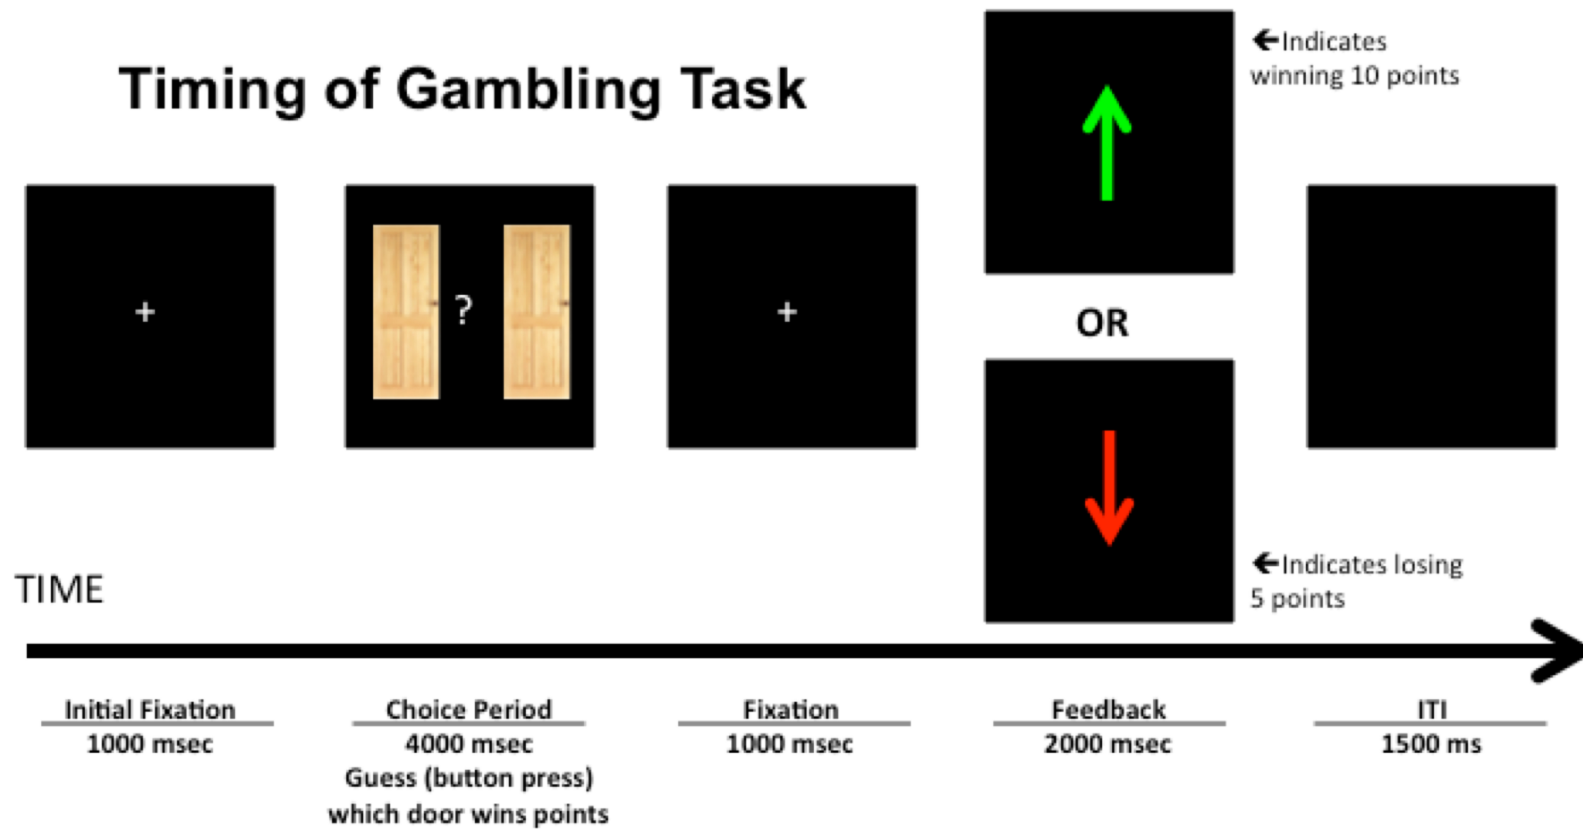 Timing of Gambling Task
🡰Indicates
winning 10 points
+
?
+
OR
🡰Indicates losing
5 points
TIME
Initial Fixation
1000 msec
Choice Period
4000 msec
Guess (button press)
which door wins points
Fixation
1000 msec
Feedback
2000 msec
ITI
1500 ms